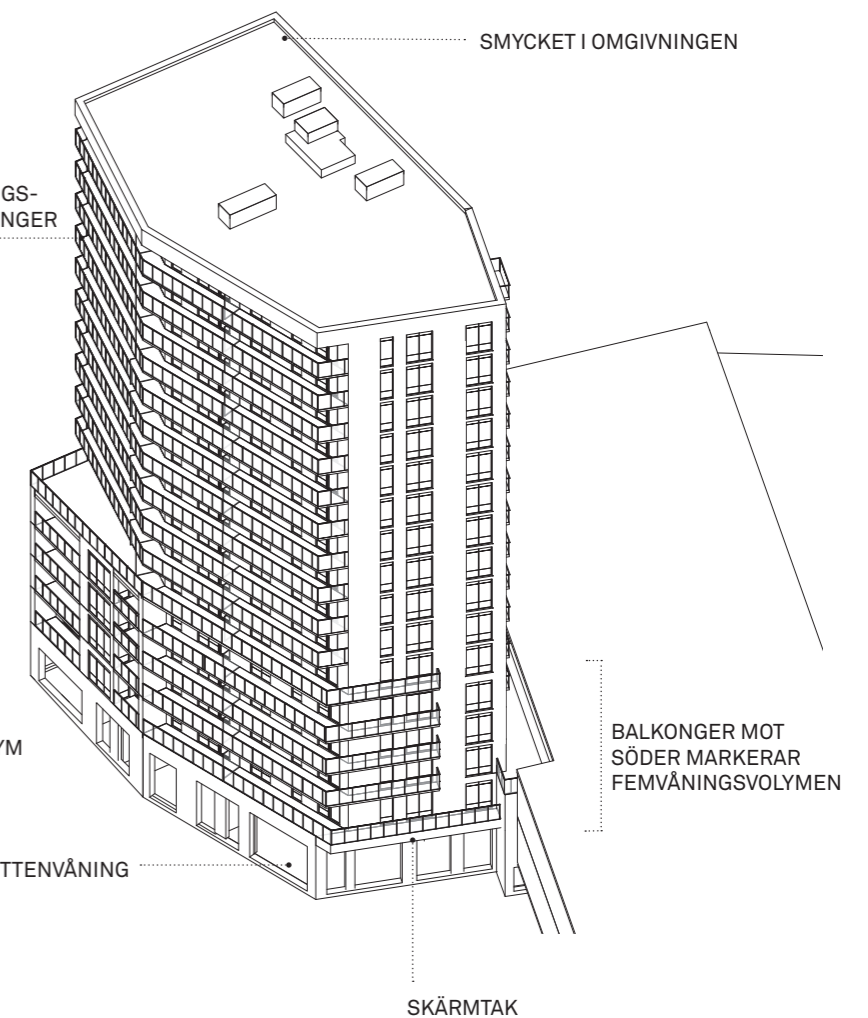 SMYCKET I OMGIVNINGEN
GS-
NGER
BALKONGER MOT
SÖDER MARKERAR
FEMVÅNINGSVOLYMEN
YM
TTENVÅNING
SKÄRMTAK